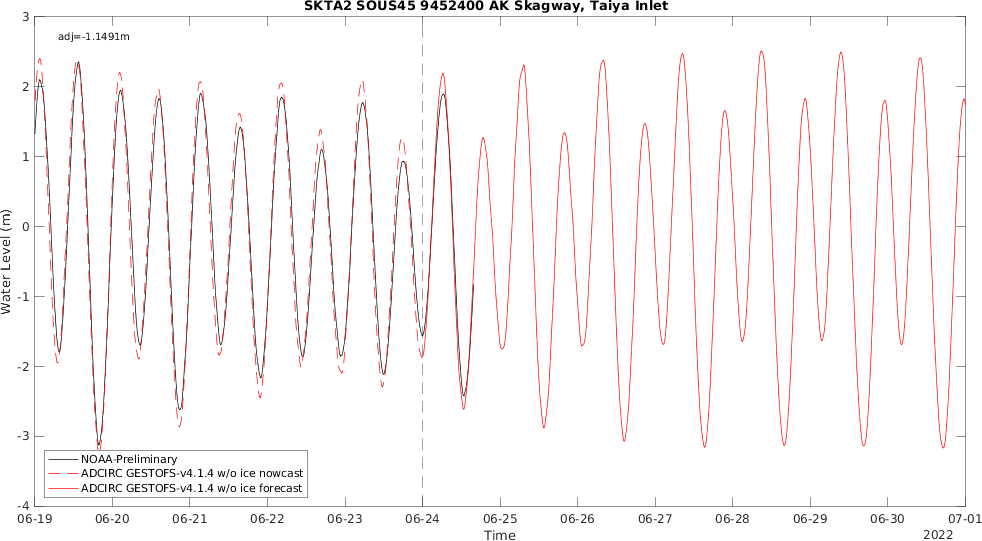 SKTA2 SOUS45 9452400 AK Skagway, Taiya Inlet
adj=-1.1491m
3
2
1
0
-1
-2
-3
-4
Water Level (m)
NOAA-Preliminary
ADCIRC GESTOFS-v4.1.4 w/o ice nowcast
ADCIRC GESTOFS-v4.1.4 w/o ice forecast
06-19 06-20 06-21 06-22 06-23 06-24 06-25 06-26 06-27 06-28 06-29 06-30 07-01
Time
2022